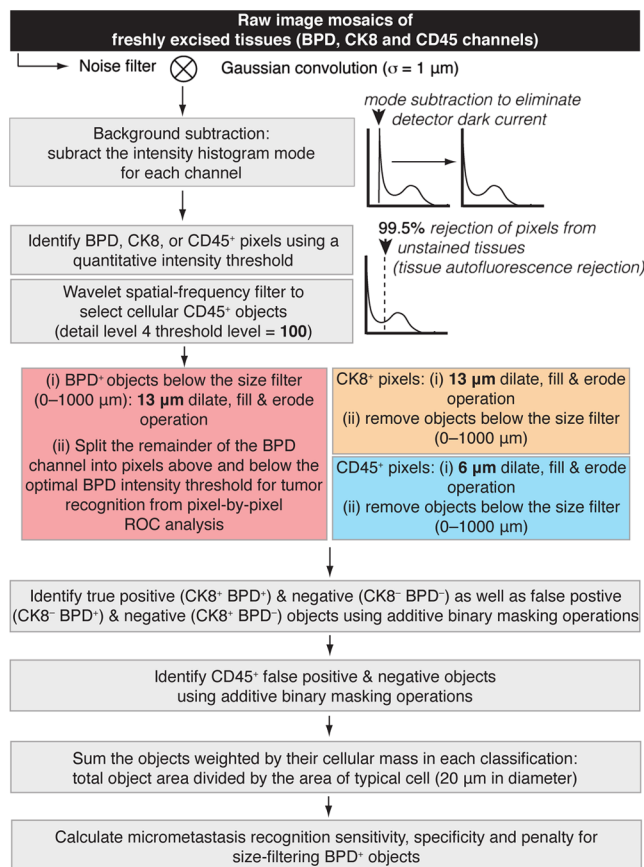 Raw image mosaics of
freshly excised tissues (BPD, CK8 and CD45 channels)
Noise filter
Gaussian convolution (σ = 1 µm)
mode subtraction to eliminate
detector dark current
Background subtraction:
subract the intensity histogram mode
for each channel
99.5% rejection of pixels from
unstained tissues
(tissue autofluorescence rejection)
Identify BPD, CK8, or CD45⁺ pixels using a
quantitative intensity threshold
Wavelet spatial-frequency filter to
select cellular CD45⁺ objects
(detail level 4 threshold level = 100)
(i) BPD⁺ objects below the size filter
(0–1000 µm): 13 µm dilate, fill & erode
operation
(ii) Split the remainder of the BPD
channel into pixels above and below the
optimal BPD intensity threshold for tumor
recognition from pixel-by-pixel
ROC analysis
CK8⁺ pixels: (i) 13 µm dilate, fill & erode
operation
(ii) remove objects below the size filter
(0–1000 µm)
CD45⁺ pixels: (i) 6 µm dilate, fill & erode
operation
(ii) remove objects below the size filter
(0–1000 µm)
Identify true positive (CK8⁺ BPD⁺) & negative (CK8⁻ BPD⁻) as well as false postive
(CK8⁻ BPD⁺) & negative (CK8⁺ BPD⁻) objects using additive binary masking operations
Identify CD45⁺ false positive & negative objects
using additive binary masking operations
Sum the objects weighted by their cellular mass in each classification:
total object area divided by the area of typical cell (20 µm in diameter)
Calculate micrometastasis recognition sensitivity, specificity and penalty for
size-filtering BPD⁺ objects